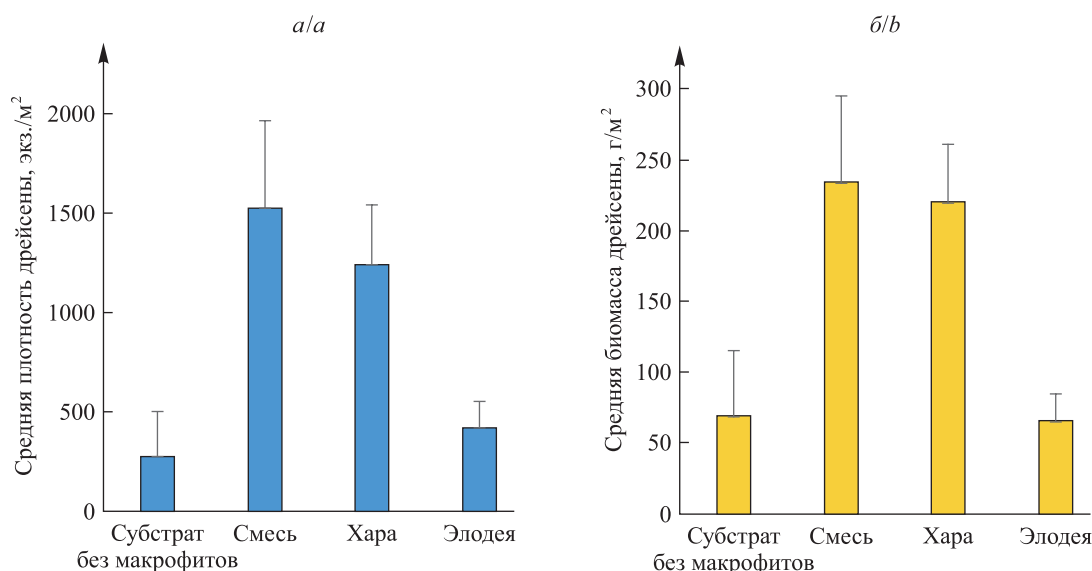 а/a
Средняя плотность дрейсены, экз./м²
2000
1500
1000
500
0
Субстрат
без макрофитов
Смесь
Хара
Элодея
б/b
Средняя биомасса дрейсены, г/м²
300
250
200
150
100
50
0
Субстрат
без макрофитов
Смесь
Хара
Элодея